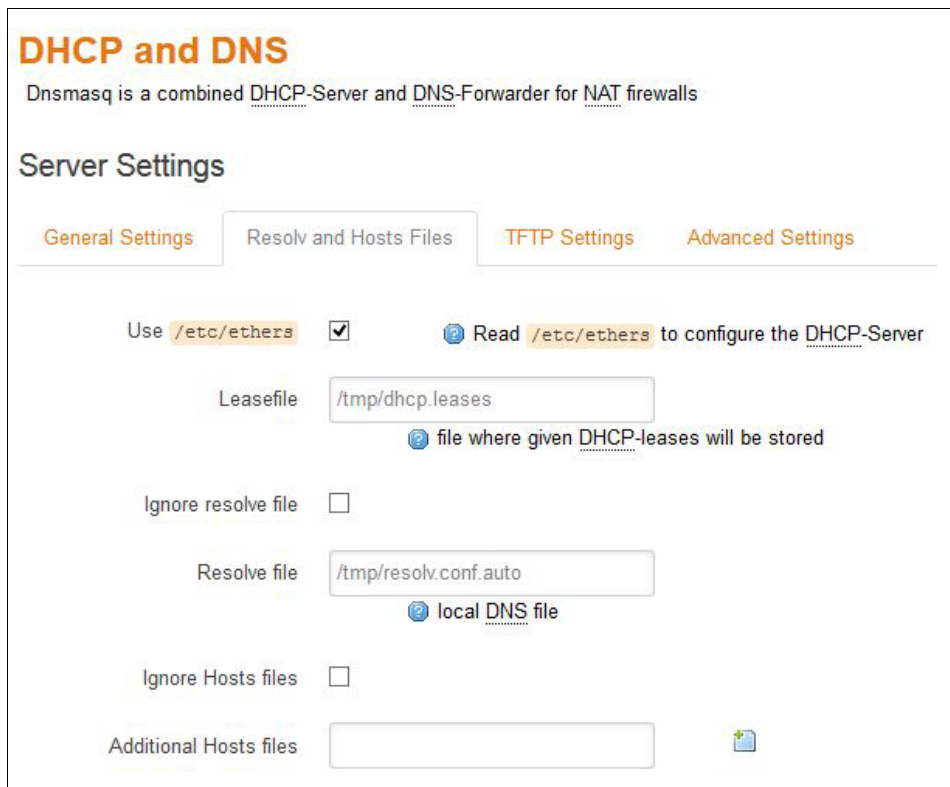 DHCP and DNS
Dnsmasq is a combined DHCP-Server and DNS-Forwarder for NAT firewalls
Server Settings
General Settings Resolv and Hosts Files TFTP Settings Advanced Settings
Use /etc/ethers Read /etc/ethers to configure the DHCP-Server
Leasefile /tmp/dhcp.leases
file where given DHCP-leases will be stored
Ignore resolve file
Resolve file /tmp/resolv.conf.auto
local DNS file
Ignore Hosts files
Additional Hosts files